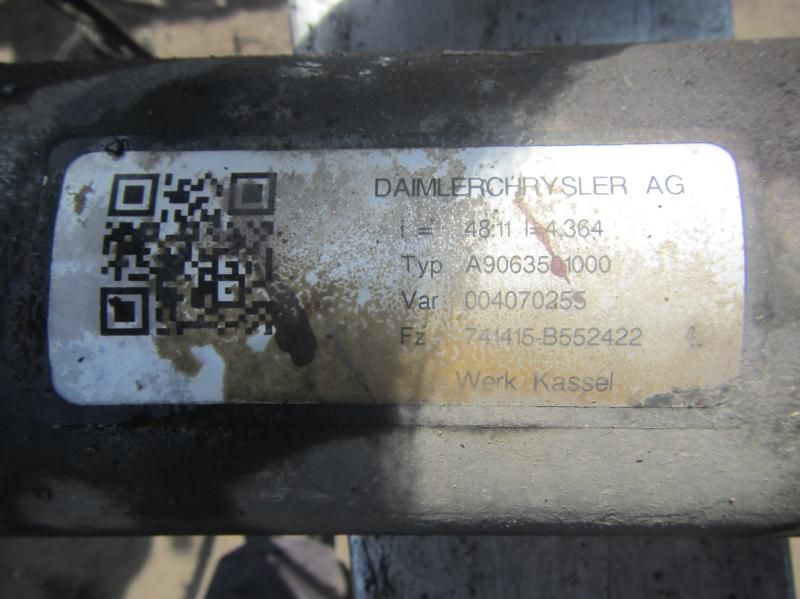 DAIMLERCHRYSLER AG
i = 48:11 i=4.364
Typ A9063501000
Var 004070255
Fz 741415-B552422
Werk Kassel